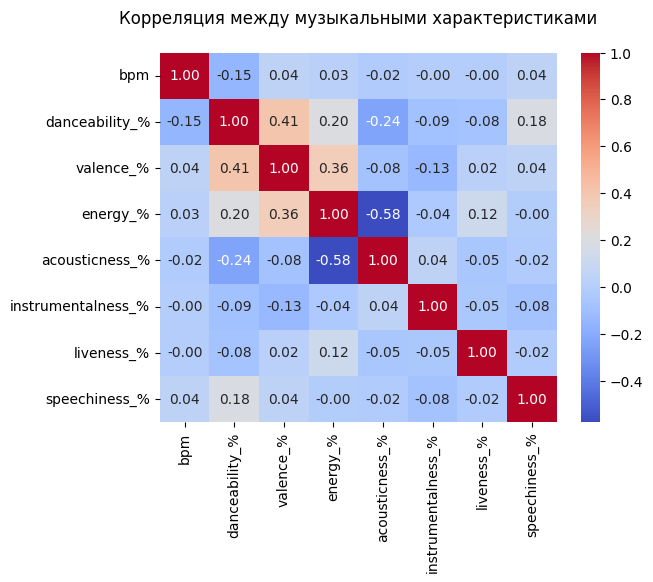 Корреляция между музыкальными характеристиками
bpm 1.00 -0.15 0.04 0.03 -0.02 -0.00 -0.00 0.04
danceability_% -0.15 1.00 0.41 0.20 -0.24 -0.09 -0.08 0.18
valence_% 0.04 0.41 1.00 0.36 -0.08 -0.13 0.02 0.04
energy_% 0.03 0.20 0.36 1.00 -0.58 -0.04 0.12 -0.00
acousticness_% -0.02 -0.24 -0.08 -0.58 1.00 0.04 -0.05 -0.02
instrumentalness_% -0.00 -0.09 -0.13 -0.04 0.04 1.00 -0.05 -0.08
liveness_% -0.00 -0.08 0.02 0.12 -0.05 -0.05 1.00 -0.02
speechiness_% 0.04 0.18 0.04 -0.00 -0.02 -0.08 -0.02 1.00
bpm
danceability_%
valence_%
energy_%
acousticness_%
instrumentalness_%
liveness_%
speechiness_%
1.0
0.8
0.6
0.4
0.2
0.0
−0.2
−0.4